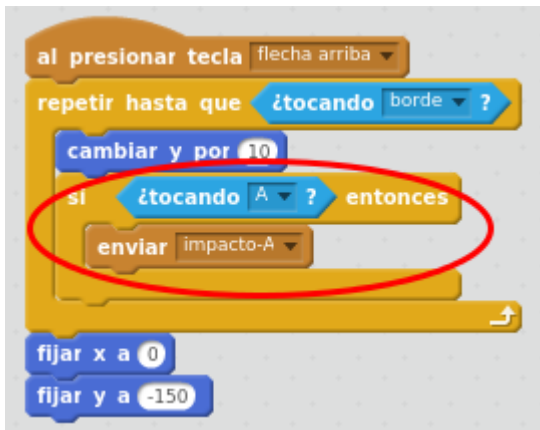 al presionar tecla flecha arriba
repetir hasta que ¿tocando borde ?
cambiar y por 10
si ¿tocando A ? entonces
enviar impacto-A
fijar x a 0
fijar y a -150